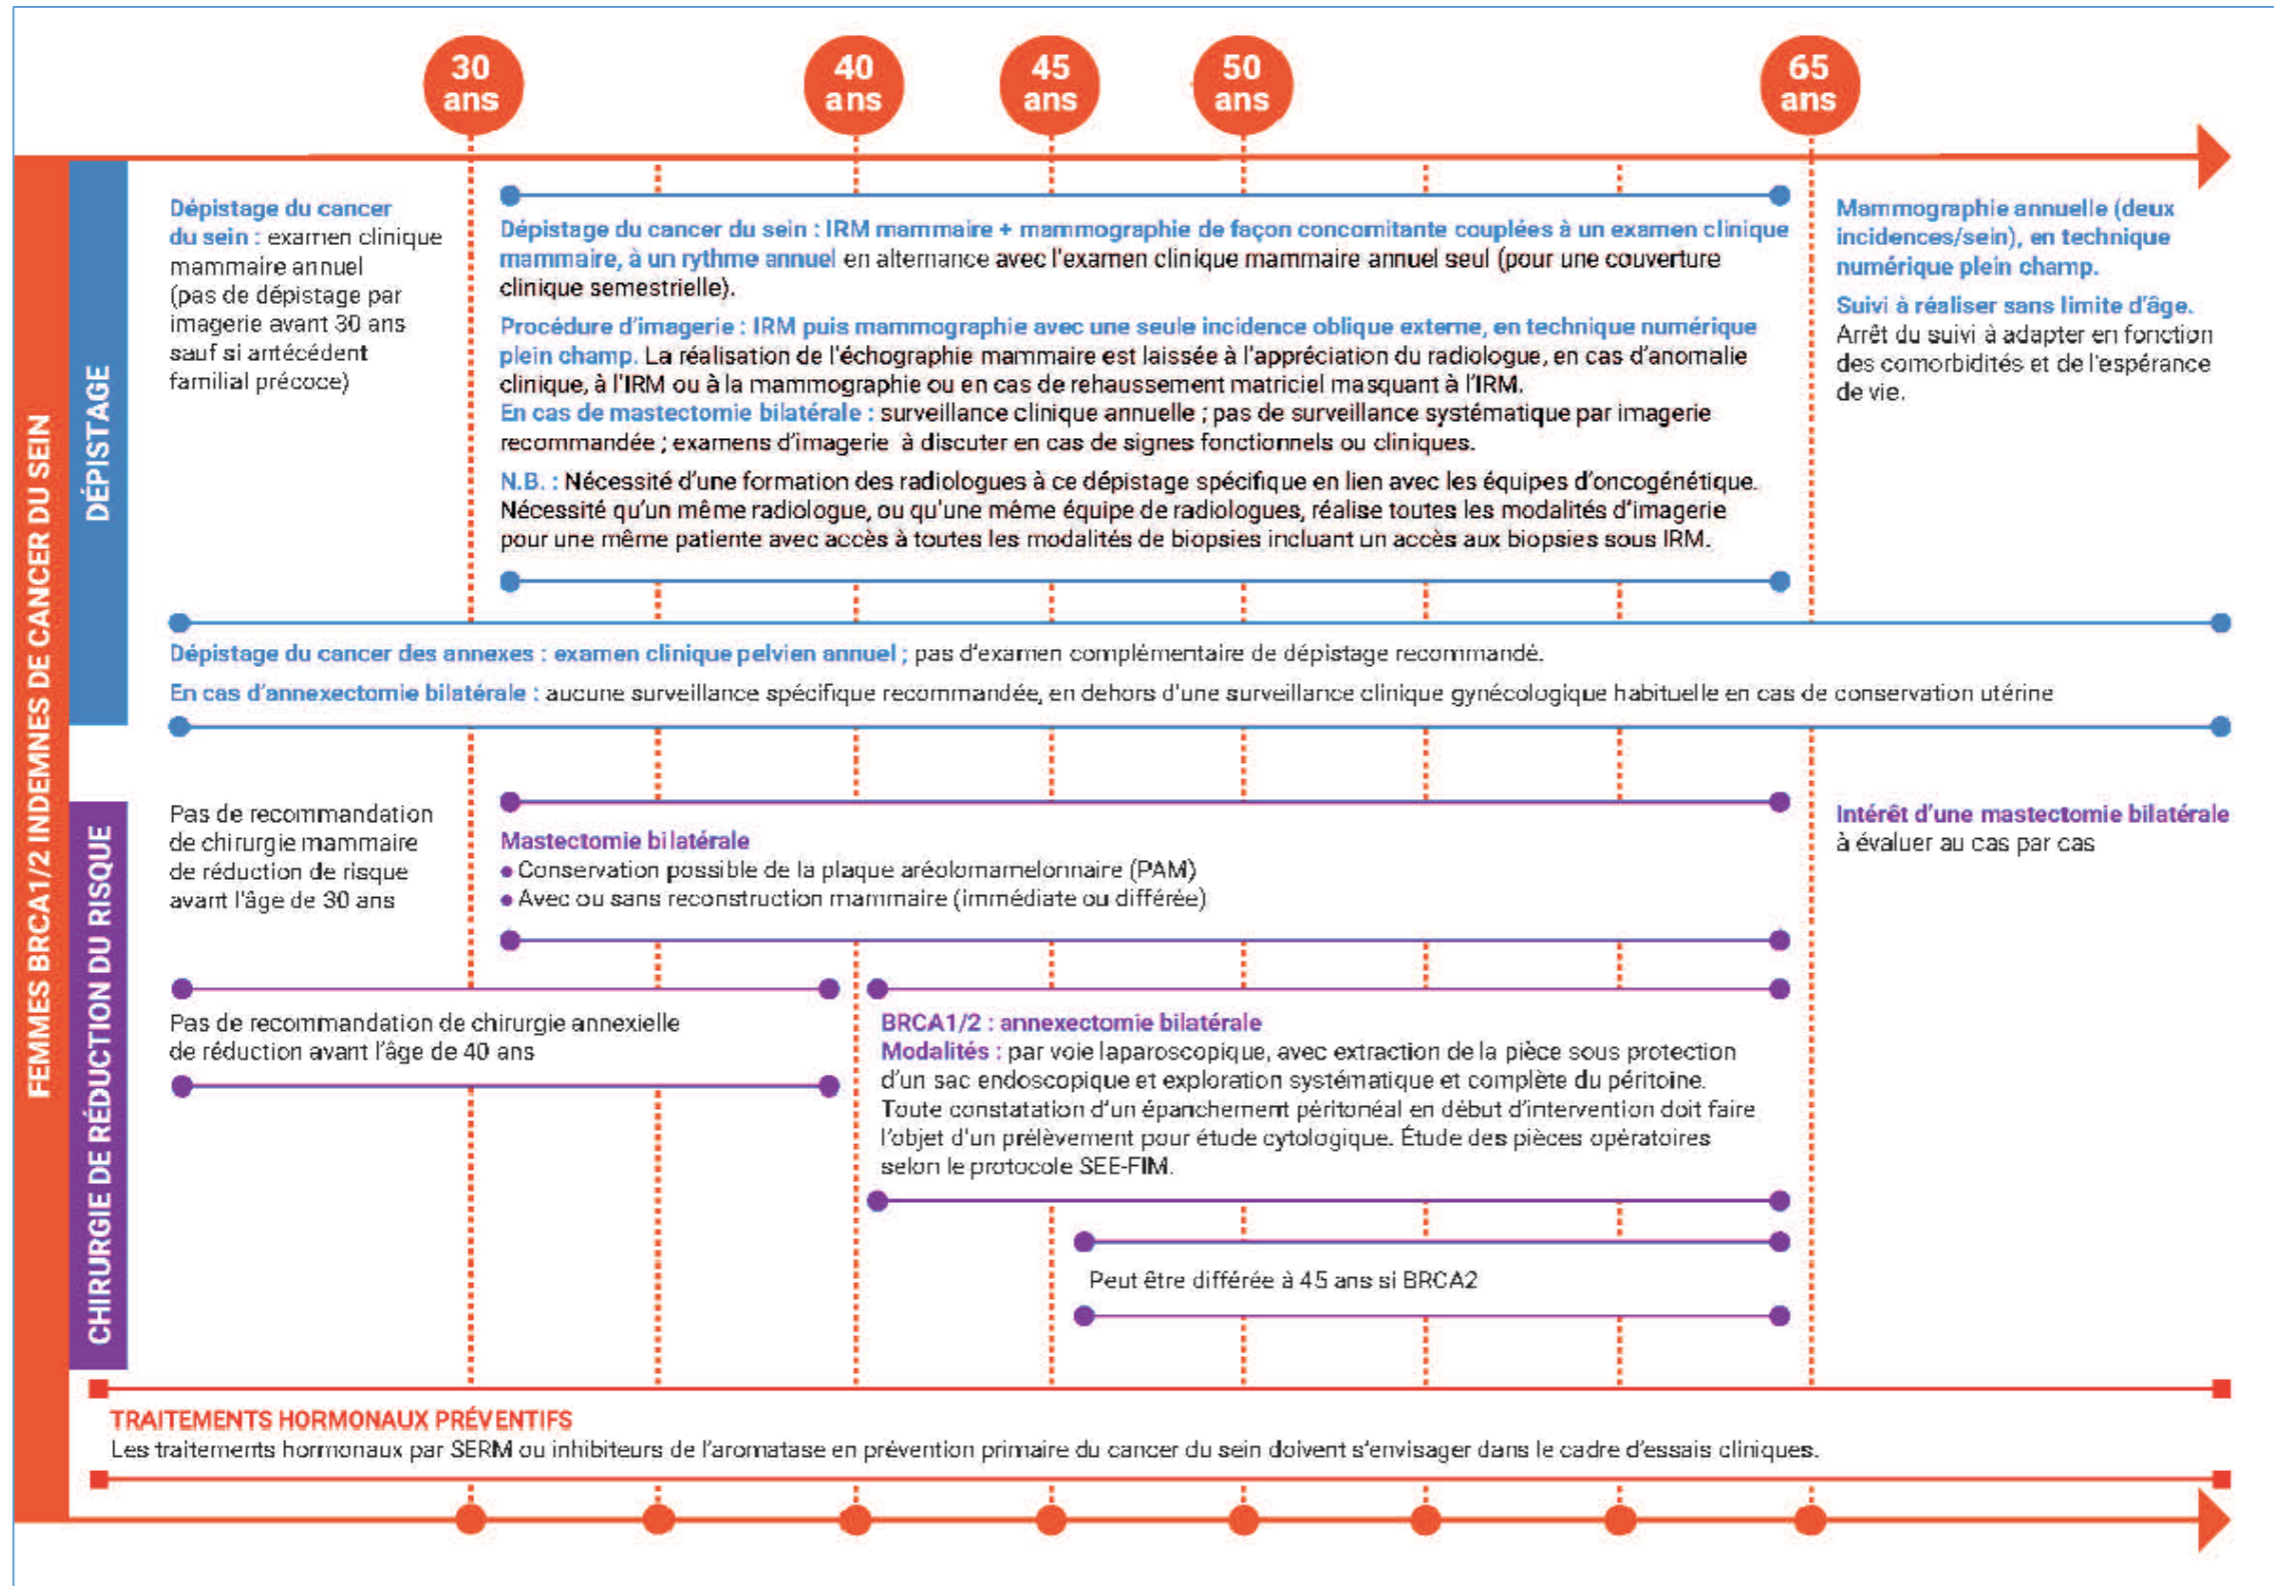 30
ans
40
ans
45
ans
50
ans
65
ans
FEMMES BRCA1/2 INDEMNES DE CANCER DU SEIN
DÉPISTAGE
Dépistage du cancer
du sein : examen clinique
mammaire annuel
(pas de dépistage par
imagerie avant 30 ans
sauf si antécédent
familial précoce)
Dépistage du cancer du sein : IRM mammaire + mammographie de façon concomitante couplées à un examen clinique
mammaire, à un rythme annuel en alternance avec l'examen clinique mammaire annuel seul (pour une couverture
clinique semestrielle).
Procédure d'imagerie : IRM puis mammographie avec une seule incidence oblique externe, en technique numérique
plein champ. La réalisation de l'échographie mammaire est laissée à l'appréciation du radiologue, en cas d'anomalie
clinique, à l'IRM ou à la mammographie ou en cas de rehaussement matriciel masquant à l'IRM.
En cas de mastectomie bilatérale : surveillance clinique annuelle ; pas de surveillance systématique par imagerie
recommandée ; examens d'imagerie à discuter en cas de signes fonctionnels ou cliniques.
N.B. : Nécessité d'une formation des radiologues à ce dépistage spécifique en lien avec les équipes d'oncogénétique.
Nécessité qu'un même radiologue, ou qu'une même équipe de radiologues, réalise toutes les modalités d'imagerie
pour une même patiente avec accès à toutes les modalités de biopsies incluant un accès aux biopsies sous IRM.
Mammographie annuelle (deux
incidences/sein), en technique
numérique plein champ.
Suivi à réaliser sans limite d'âge.
Arrêt du suivi à adapter en fonction
des comorbidités et de l'espérance
de vie.
Dépistage du cancer des annexes : examen clinique pelvien annuel ; pas d'examen complémentaire de dépistage recommandé.
En cas d'annexectomie bilatérale : aucune surveillance spécifique recommandée, en dehors d'une surveillance clinique gynécologique habituelle en cas de conservation utérine
CHIRURGIE DE RÉDUCTION DU RISQUE
Pas de recommandation
de chirurgie mammaire
de réduction de risque
avant l'âge de 30 ans
Mastectomie bilatérale
• Conservation possible de la plaque aréolomamelonnaire (PAM)
• Avec ou sans reconstruction mammaire (immédiate ou différée)
Intérêt d'une mastectomie bilatérale
à évaluer au cas par cas
Pas de recommandation de chirurgie annexielle
de réduction avant l'âge de 40 ans
BRCA1/2 : annexectomie bilatérale
Modalités : par voie laparoscopique, avec extraction de la pièce sous protection
d'un sac endoscopique et exploration systématique et complète du péritoine.
Toute constatation d'un épanchement péritonéal en début d'intervention doit faire
l'objet d'un prélèvement pour étude cytologique. Étude des pièces opératoires
selon le protocole SEE-FIM.
Peut être différée à 45 ans si BRCA2
TRAITEMENTS HORMONAUX PRÉVENTIFS
Les traitements hormonaux par SERM ou inhibiteurs de l'aromatase en prévention primaire du cancer du sein doivent s'envisager dans le cadre d'essais cliniques.